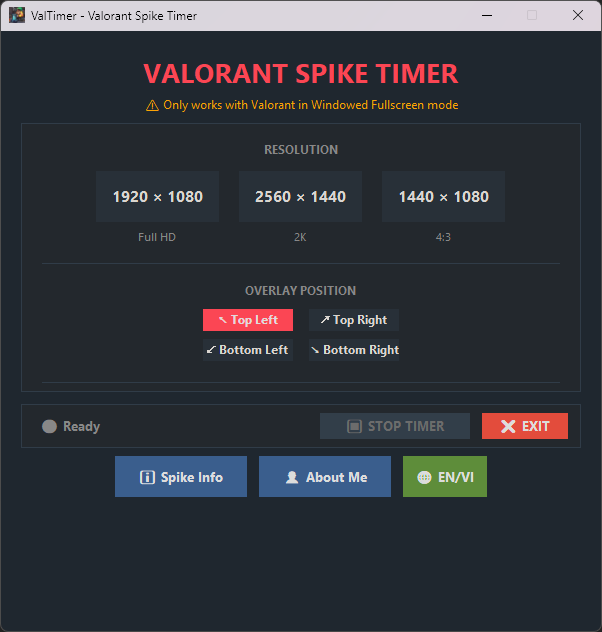 ValTimer - Valorant Spike Timer
VALORANT SPIKE TIMER
⚠ Only works with Valorant in Windowed Fullscreen mode
RESOLUTION
1920 × 1080 2560 × 1440 1440 × 1080
Full HD 2K 4:3
OVERLAY POSITION
↖ Top Left ↗ Top Right
↙ Bottom Left ↘ Bottom Right
Ready STOP TIMER EXIT
Spike Info About Me EN/VI